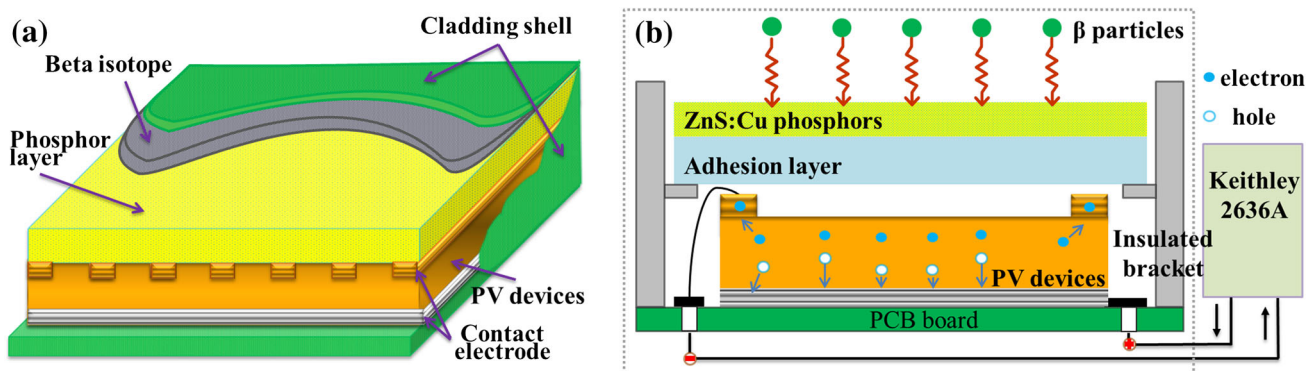 (a)
Cladding shell
Beta isotope
Phosphor
layer
PV devices
Contact
electrode
(b)
β particles
electron
hole
ZnS:Cu phosphors
Adhesion layer
Keithley
2636A
Insulated
bracket
PV devices
PCB board